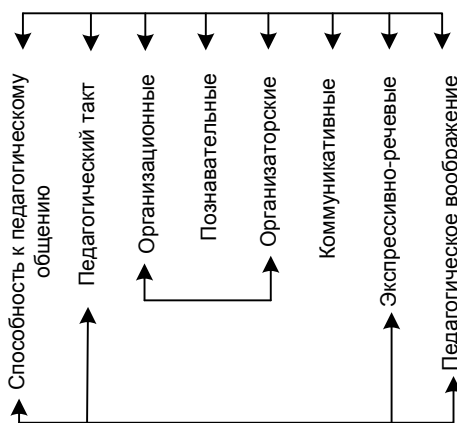 Способность к педагогическому
общению
Педагогический такт
Организационные
Познавательные
Организаторские
Коммуникативные
Экспрессивно-речевые
Педагогическое воображение